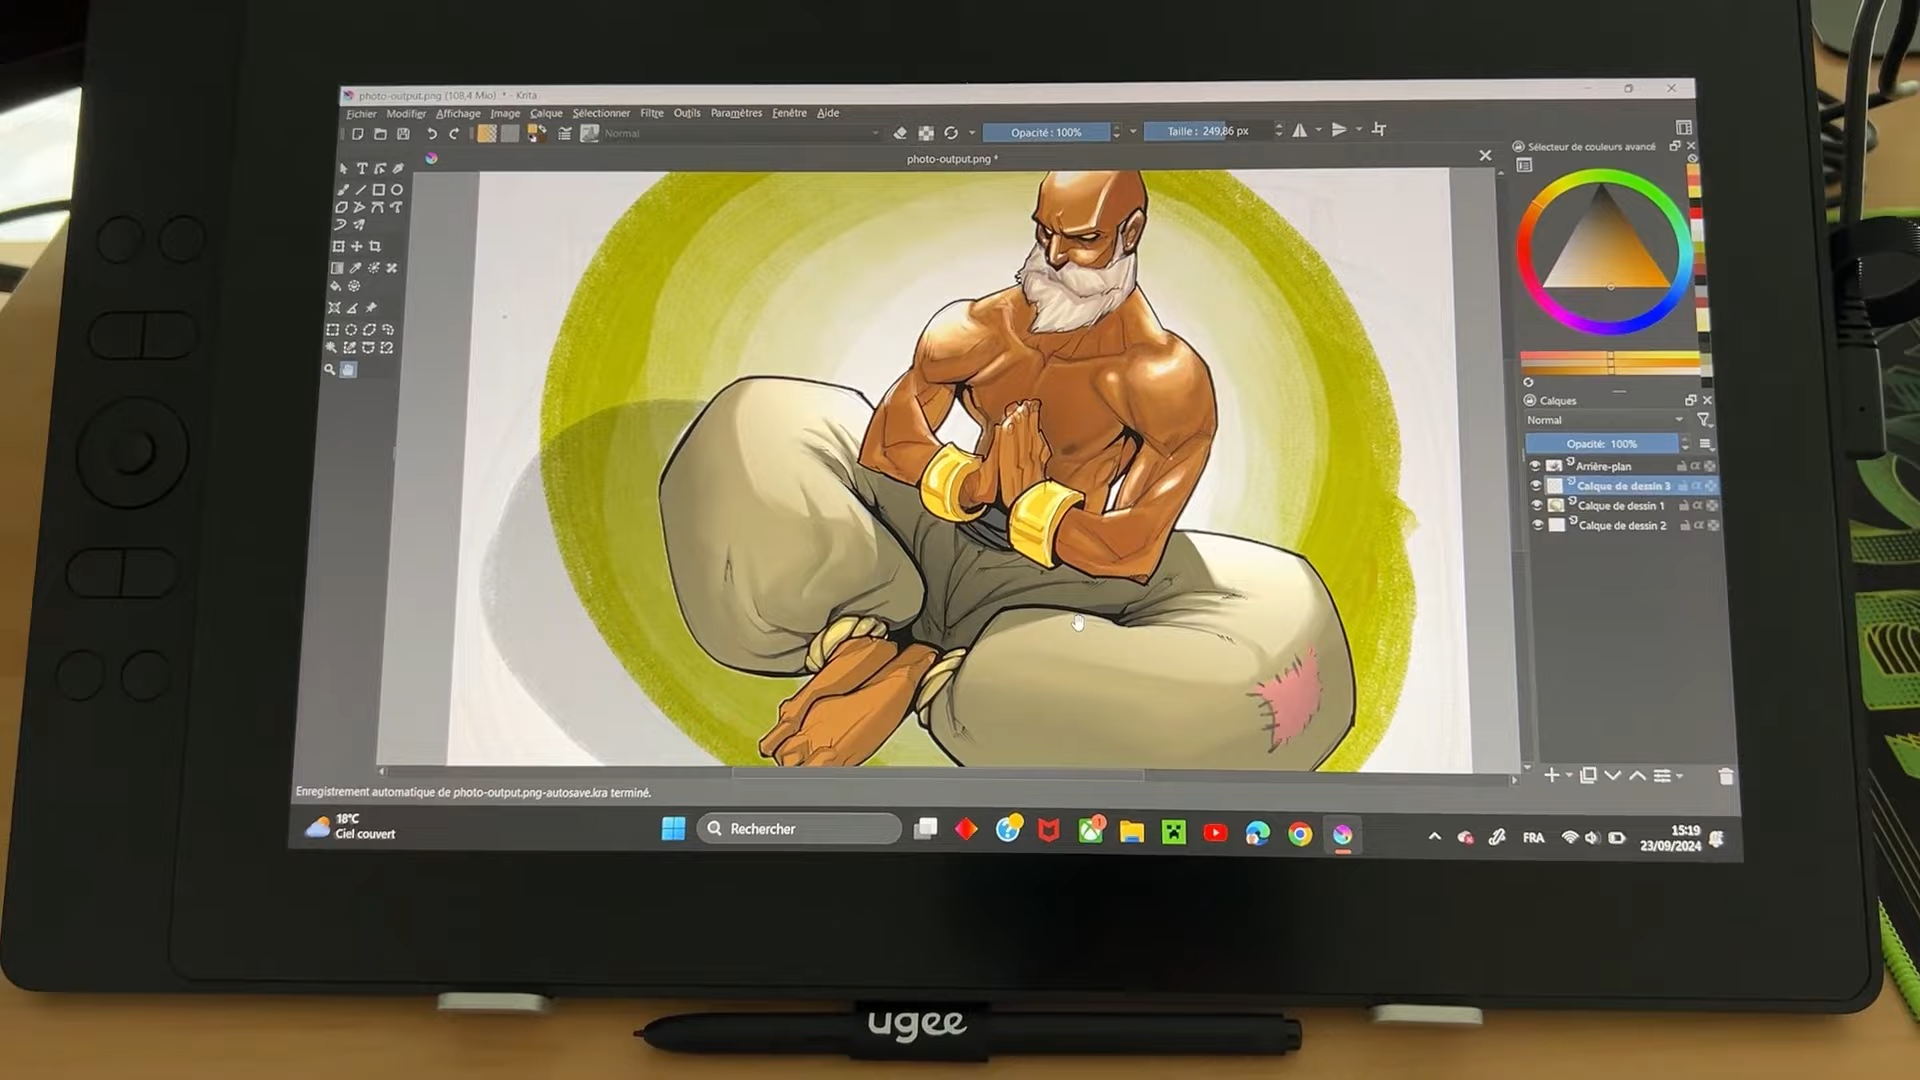 photo-output.png (108,4 Mio) * - Krita
Fichier Modifier Affichage Image Calque Sélectionner Filtre Outils Paramètres Fenêtre Aide
Normal
Opacité : 100%
Taille : 249,86 px
photo-output.png *
Sélecteur de couleurs avancé
Calques
Normal
Opacité: 100%
Arrière-plan
Calque de dessin 3
Calque de dessin 1
Calque de dessin 2
Enregistrement automatique de photo-output.png-autosave.kra terminé.
18°C
Ciel couvert
Rechercher
1
FRA
15:19
23/09/2024
ugee